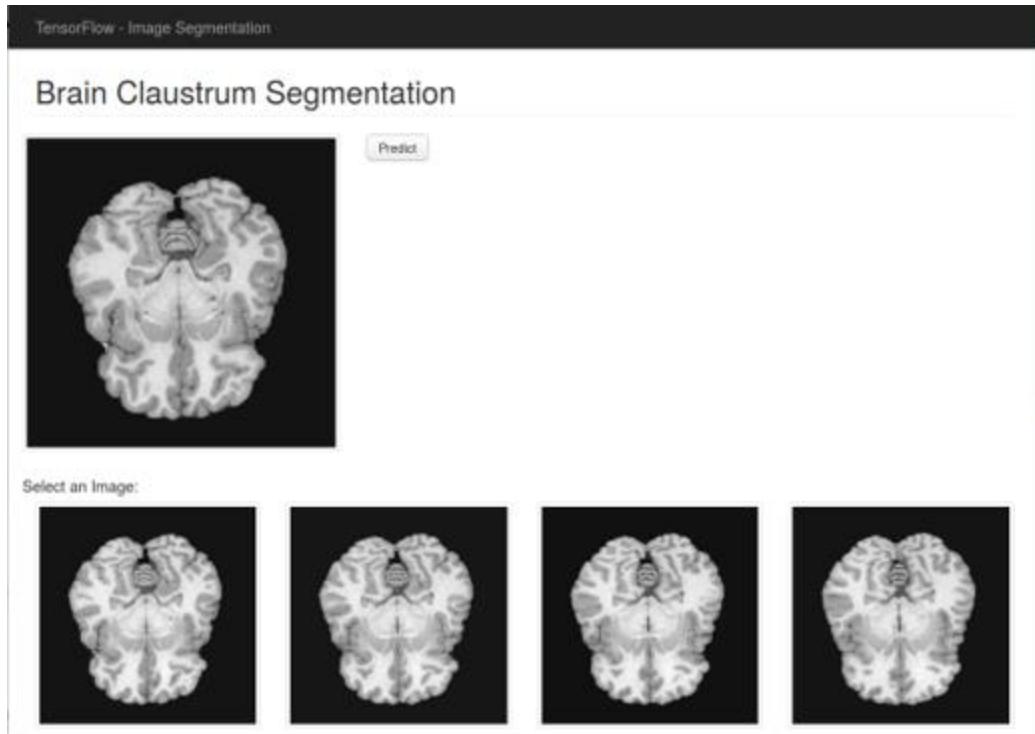 TensorFlow - Image Segmentation
Brain Claustrum Segmentation
Predict
Select an Image: